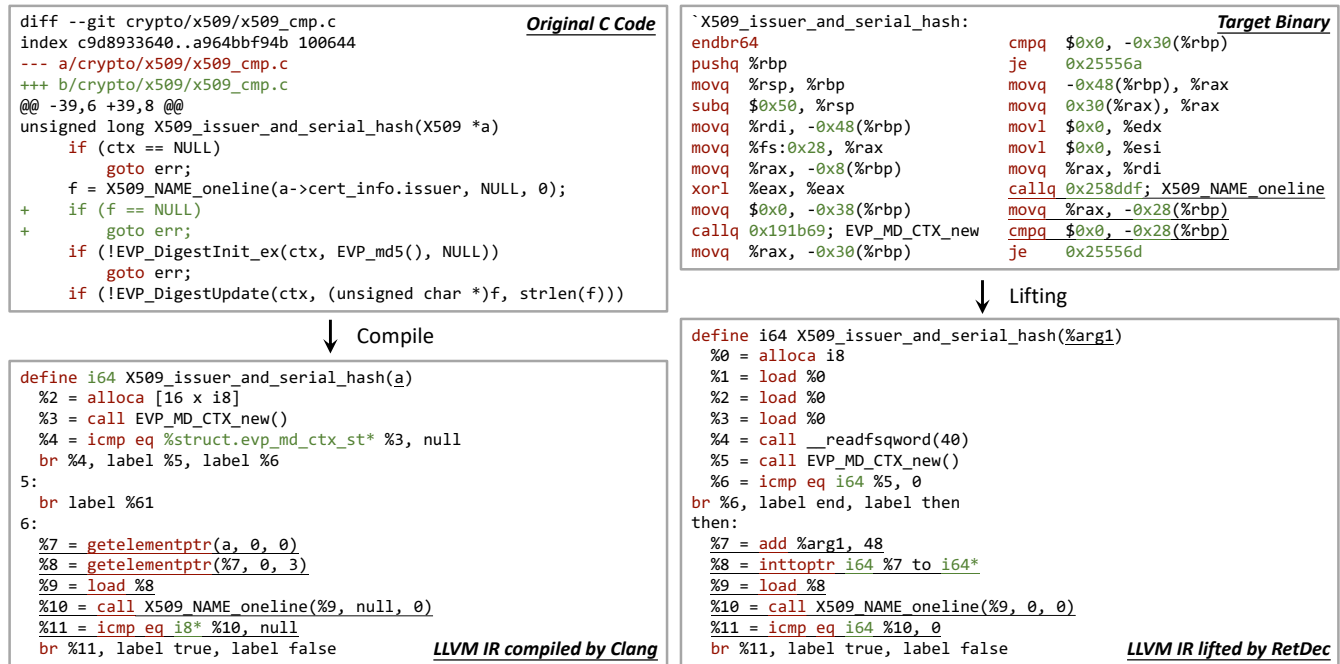 diff --git crypto/x509/x509_cmp.c
Original C Code
index c9d8933640..a964bbf94b 100644
--- a/crypto/x509/x509_cmp.c
+++ b/crypto/x509/x509_cmp.c
@@ -39,6 +39,8 @@
unsigned long X509_issuer_and_serial_hash(X509 *a)
if (ctx == NULL)
goto err;
f = X509_NAME_oneline(a->cert_info.issuer, NULL, 0);
+ if (f == NULL)
+ goto err;
if (!EVP_DigestInit_ex(ctx, EVP_md5(), NULL))
goto err;
if (!EVP_DigestUpdate(ctx, (unsigned char *)f, strlen(f)))
Compile
define i64 X509_issuer_and_serial_hash(a)
%2 = alloca [16 x i8]
%3 = call EVP_MD_CTX_new()
%4 = icmp eq %struct.evp_md_ctx_st* %3, null
br %4, label %5, label %6
5:
br label %61
6:
%7 = getelementptr(a, 0, 0)
%8 = getelementptr(%7, 0, 3)
%9 = load %8
%10 = call X509_NAME_oneline(%9, null, 0)
%11 = icmp eq i8* %10, null
br %11, label true, label false
LLVM IR compiled by Clang
`X509_issuer_and_serial_hash:
Target Binary
endbr64
pushq %rbp
movq %rsp, %rbp
subq $0x50, %rsp
movq %rdi, -0x48(%rbp)
movq %fs:0x28, %rax
movq %rax, -0x8(%rbp)
xorl %eax, %eax
movq $0x0, -0x38(%rbp)
callq 0x191b69; EVP_MD_CTX_new
movq %rax, -0x30(%rbp)
cmpq $0x0, -0x30(%rbp)
je 0x25556a
movq -0x48(%rbp), %rax
movq 0x30(%rax), %rax
movl $0x0, %edx
movl $0x0, %esi
movq %rax, %rdi
callq 0x258ddf; X509_NAME_oneline
movq %rax, -0x28(%rbp)
cmpq $0x0, -0x28(%rbp)
je 0x25556d
Lifting
define i64 X509_issuer_and_serial_hash(%arg1)
%0 = alloca i8
%1 = load %0
%2 = load %0
%3 = load %0
%4 = call __readfsqword(40)
%5 = call EVP_MD_CTX_new()
%6 = icmp eq i64 %5, 0
br %6, label end, label then
then:
%7 = add %arg1, 48
%8 = inttoptr i64 %7 to i64*
%9 = load %8
%10 = call X509_NAME_oneline(%9, 0, 0)
%11 = icmp eq i64 %10, 0
br %11, label true, label false
LLVM IR lifted by RetDec